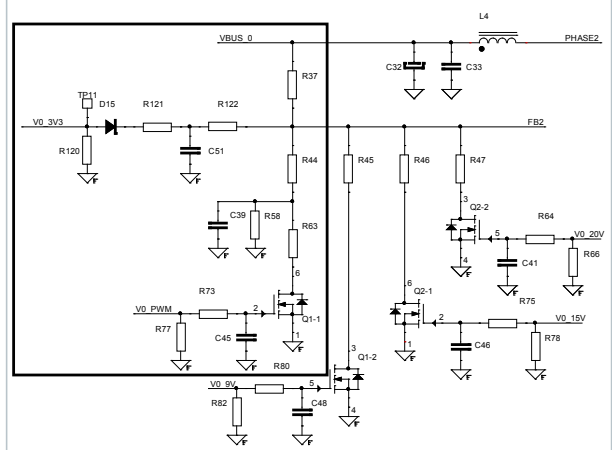 L4
VBUS_0
PHASE2
C32
C33
R37
TP11
D15
R121
R122
V0_3V3
FB2
R120
C51
R44
R45
R46
R47
3
Q2-2
C39
R58
R63
R64
V0_20V
5
4
C41
R66
6
6
Q2-1
R73
R75
V0_PWM
2
Q1-1
2
V0_15V
R77
C45
1
1
C46
R78
3
Q1-2
R80
V0_9V
5
R82
C48
4